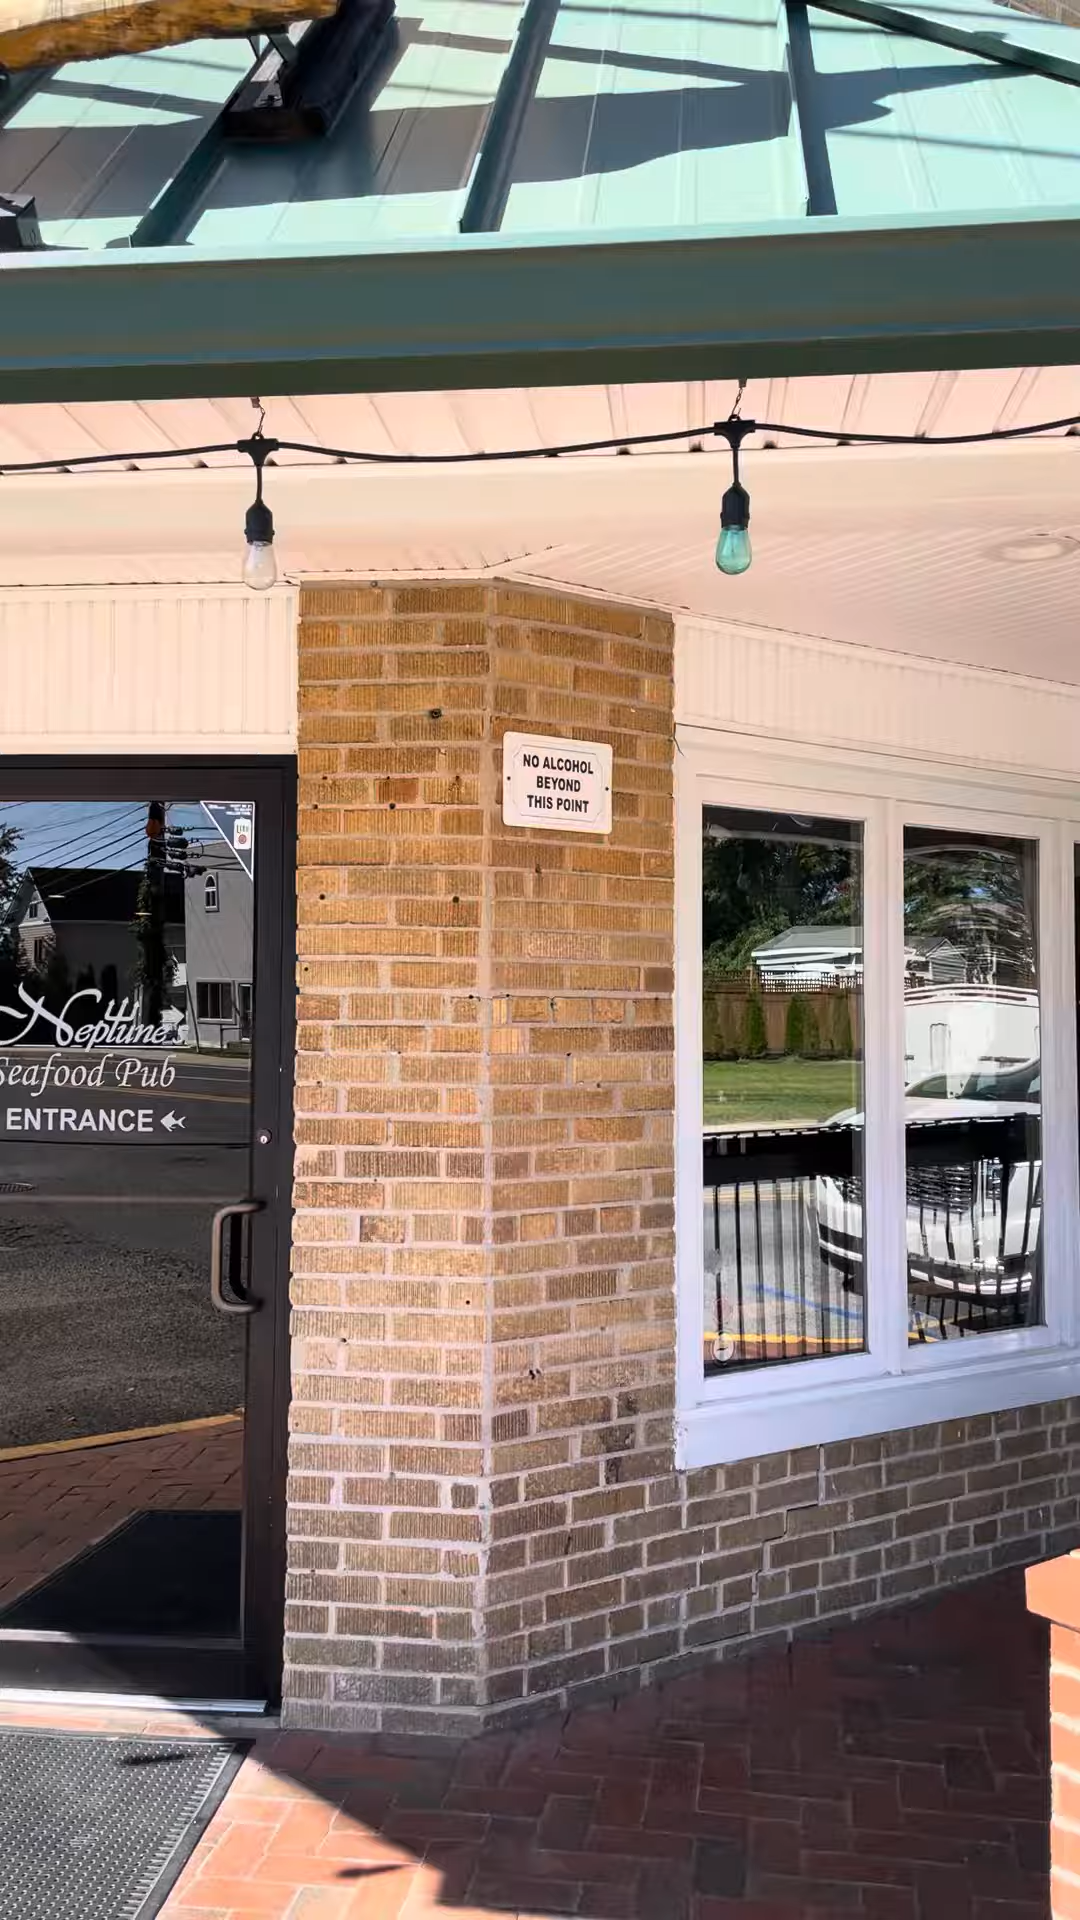 NO ALCOHOL
BEYOND
THIS POINT
Neptune's
Seafood Pub
ENTRANCE